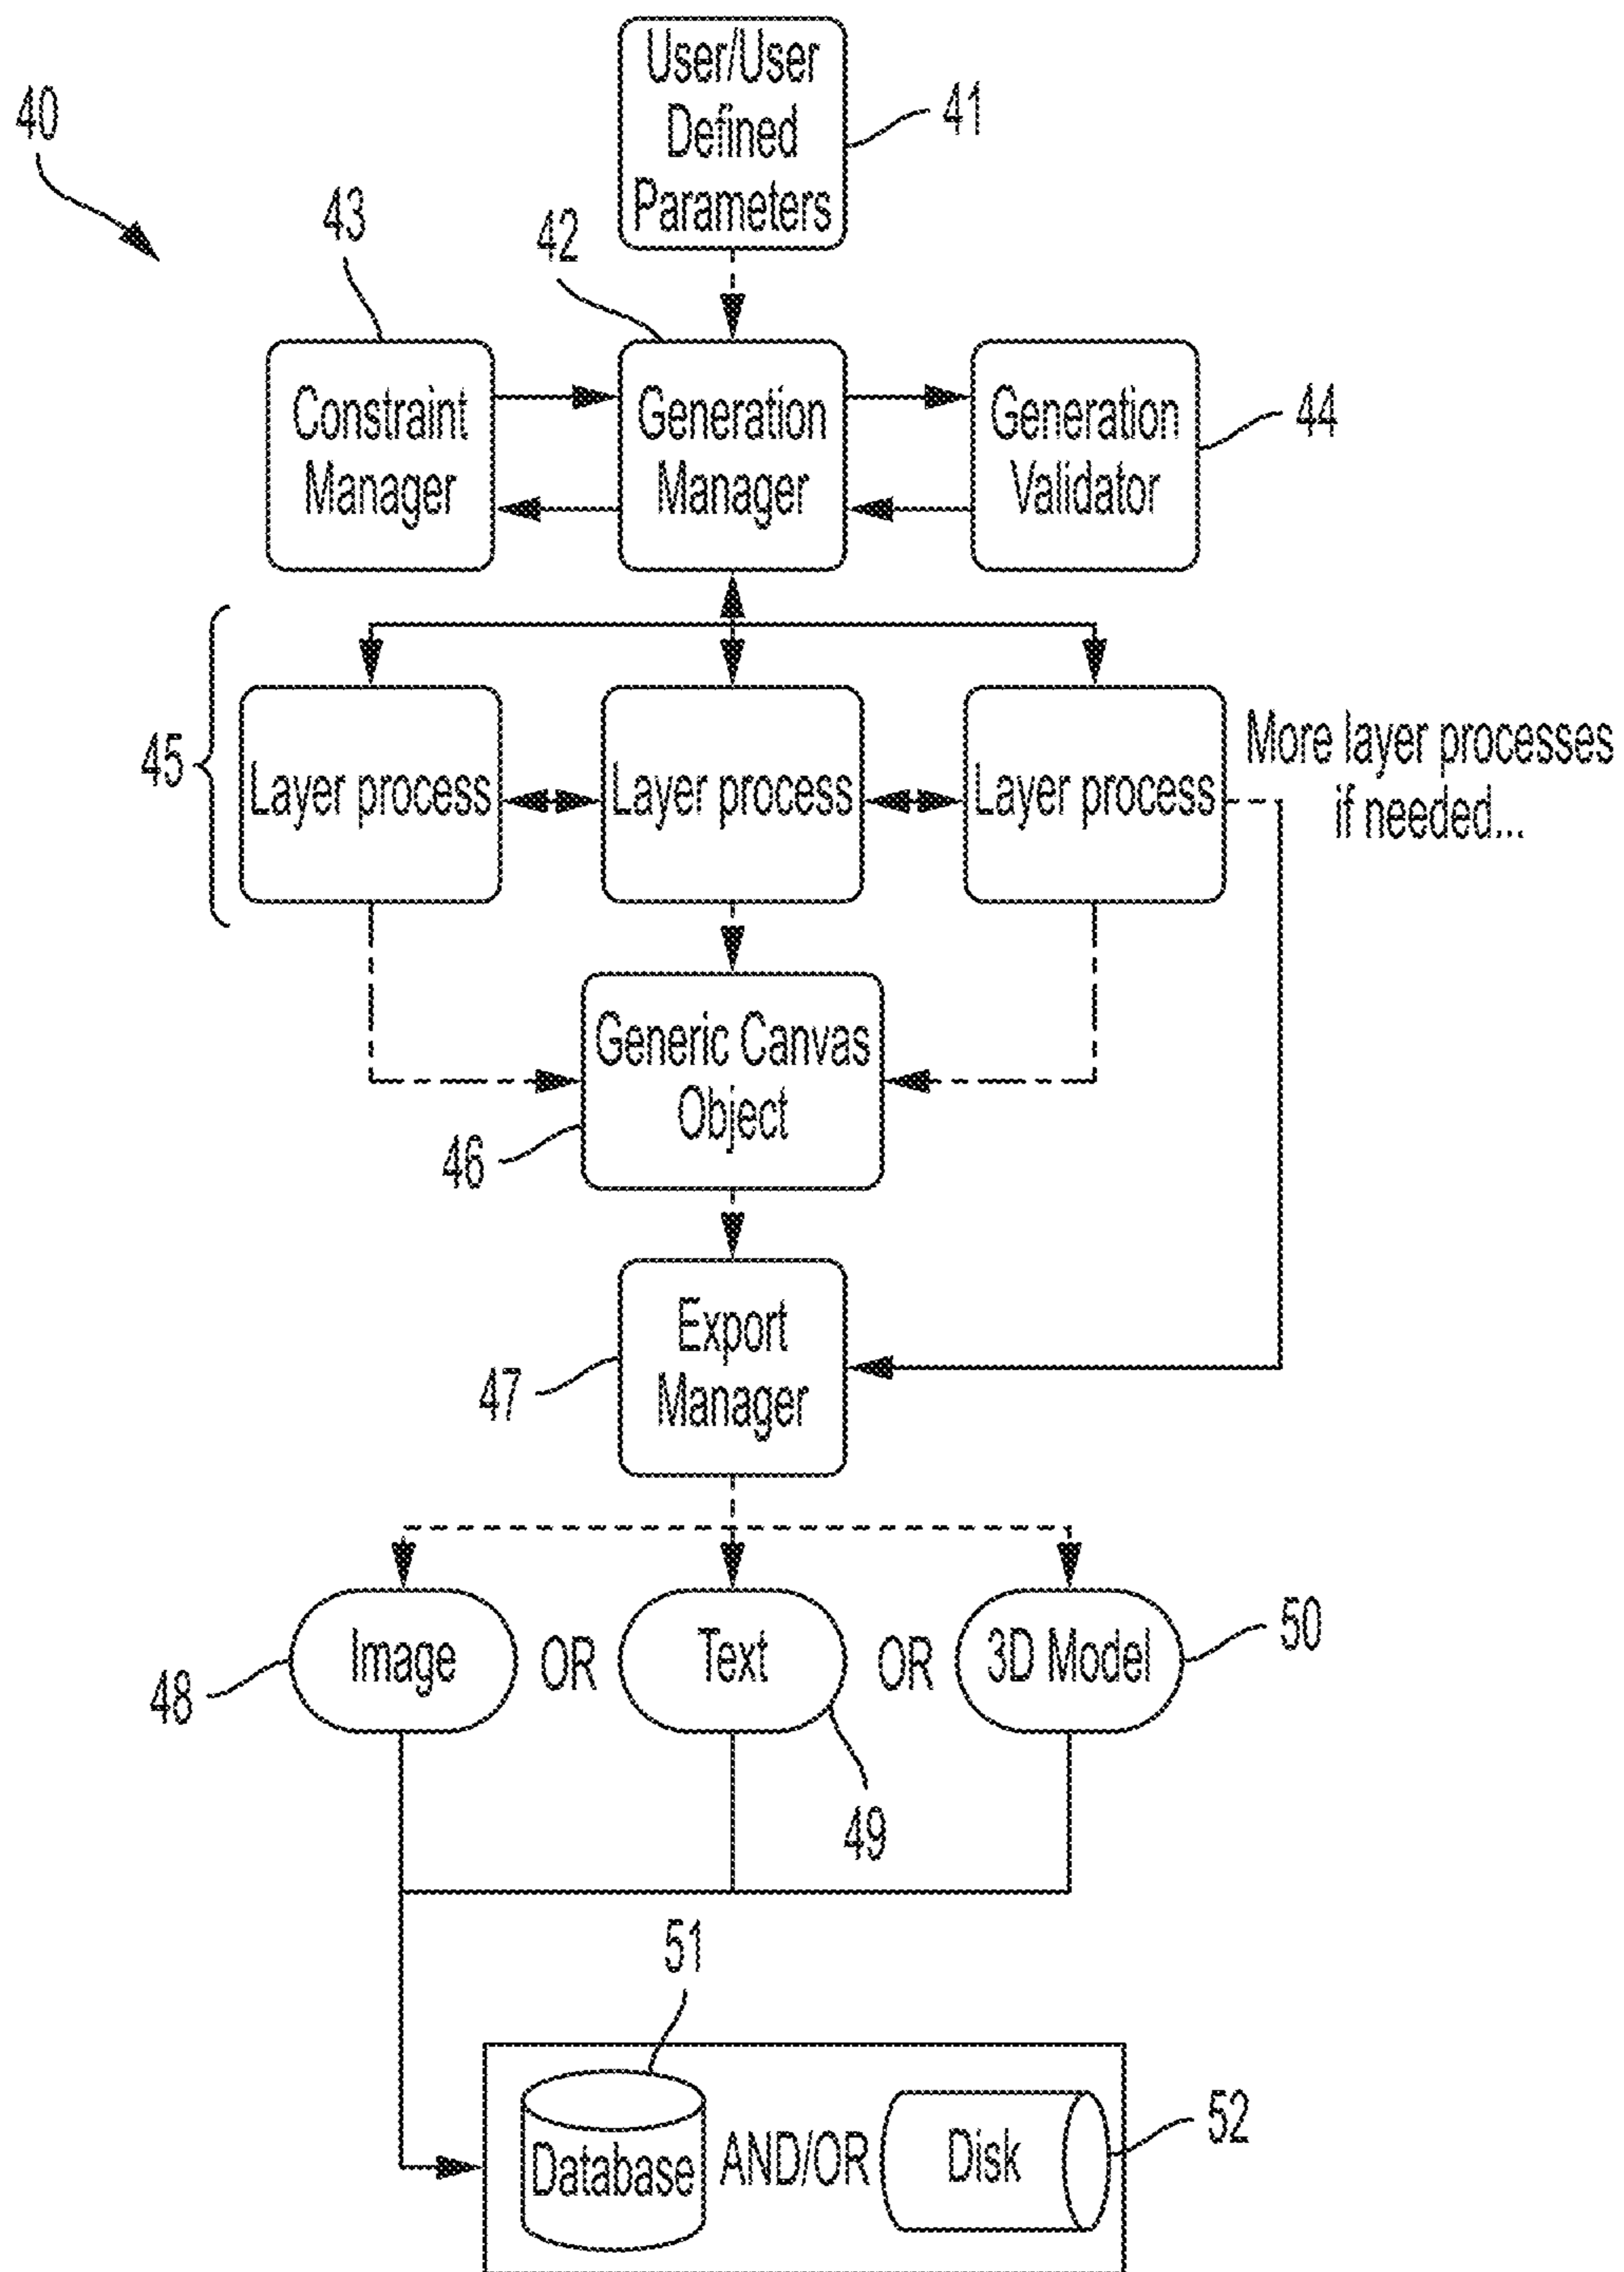 User/User
Defined
Parameters
41
40
43
42
Constraint
Manager
Generation
Manager
Generation
Validator
44
45
Layer process
Layer process
Layer process
More layer processes
if needed...
Generic Canvas
Object
46
Export
Manager
47
Image
OR
Text
OR
3D Model
50
48
49
51
Database
AND/OR
Disk
52